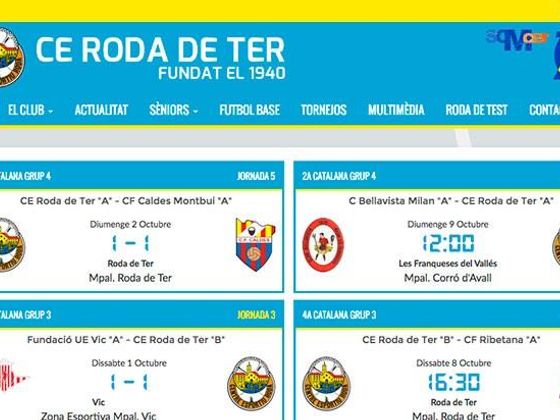 CE RODA DE TER
FUNDAT EL 1940
EL CLUB
ACTUALITAT
SÈNIORS
FUTBOL BASE
TORNEJOS
MULTIMÈDIA
RODA DE TEST
CONTA
TALANA GRUP 4
JORNADA 5
CE Roda de Ter "A" - CF Caldes Montbui "A"
Diumenge 2 Octubre
1 - 1
Roda de Ter
Mpal. Roda de Ter
2A CATALANA GRUP 4
C Bellavista Milan "A" - CE Roda de Ter "A"
Diumenge 9 Octubre
12:00
Les Franqueses del Vallés
Mpal. Corró d'Avall
TALANA GRUP 3
JORNADA 3
Fundació UE Vic "A" - CE Roda de Ter "B"
Dissabte 1 Octubre
1 - 1
Vic
Zona Esportiva Mpal. Vic
4A CATALANA GRUP 3
CE Roda de Ter "B" - CF Ribetana "A"
Dissabte 8 Octubre
16:30
Roda de Ter
Mpal. Roda de Ter